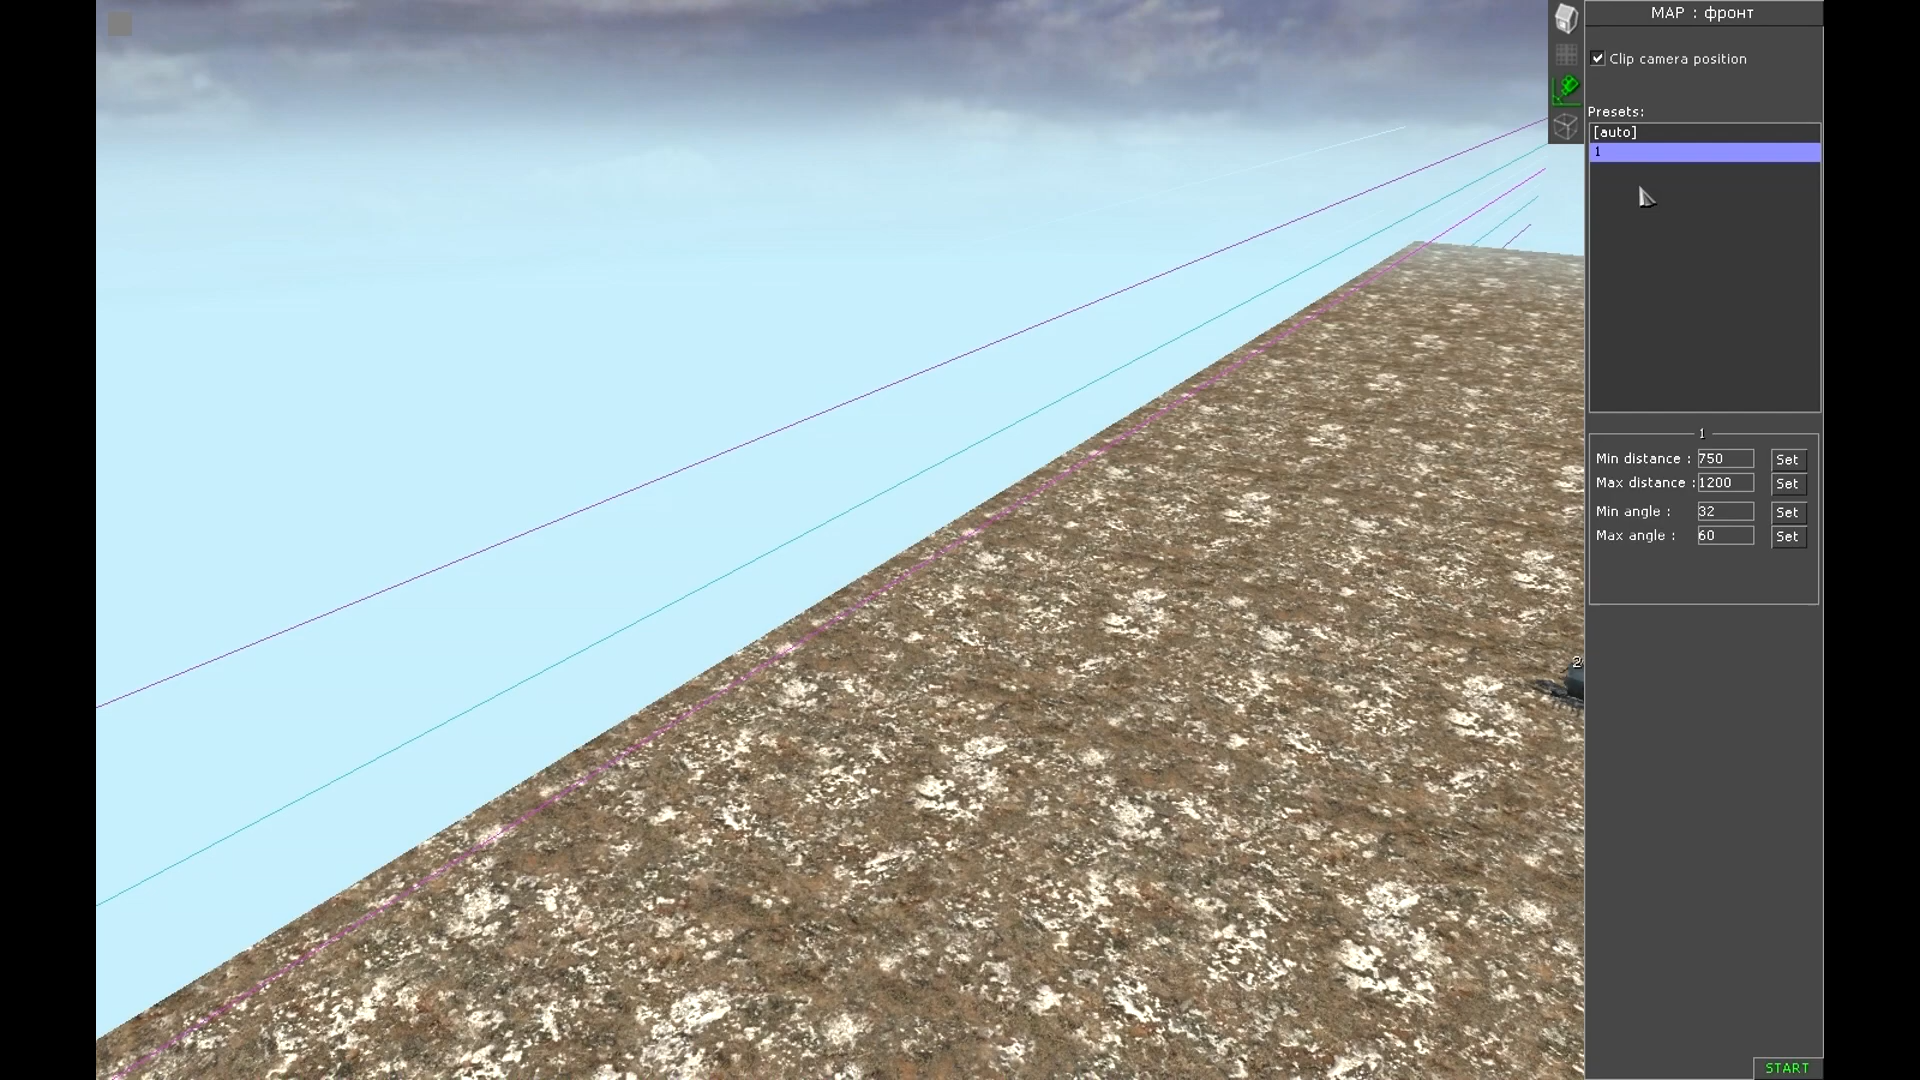 MAP : фронт
Clip camera position
Presets:
[auto]
1
1
Min distance : 750 Set
Max distance : 1200 Set
Min angle : 32 Set
Max angle : 60 Set
2
START